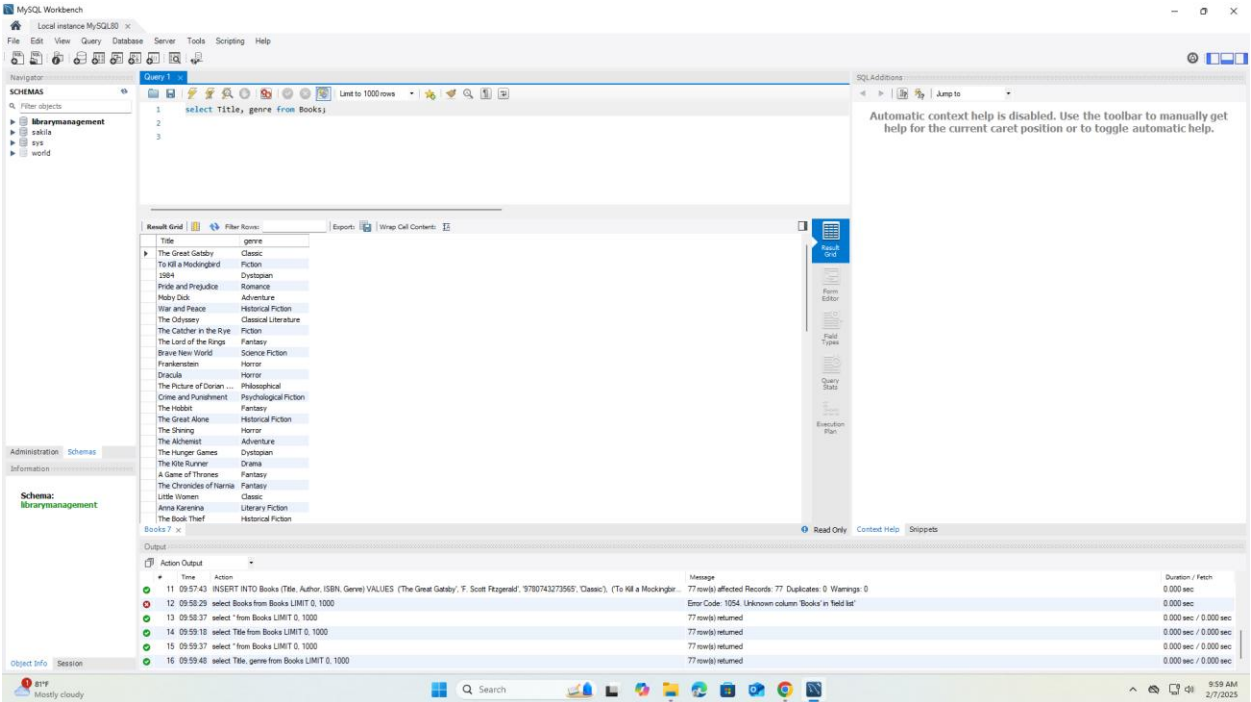 MySQL Workbench
Local instance MySQL80
File Edit View Query Database Server Tools Scripting Help
Navigator
SCHEMAS
Filter objects
librarymanagement
sakila
sys
world
Administration Schemas
Information
Schema:
librarymanagement
Object Info Session
Query 1
Limit to 1000 rows
1 select Title, genre from Books;
2
3
Result Grid Filter Rows: Export: Wrap Cell Content:
Title genre
The Great Gatsby Classic
To Kill a Mockingbird Fiction
1984 Dystopian
Pride and Prejudice Romance
Moby Dick Adventure
War and Peace Historical Fiction
The Odyssey Classical Literature
The Catcher in the Rye Fiction
The Lord of the Rings Fantasy
Brave New World Science Fiction
Frankenstein Horror
Dracula Horror
The Picture of Dorian ... Philosophical
Crime and Punishment Psychological Fiction
The Hobbit Fantasy
The Great Alone Historical Fiction
The Shining Horror
The Alchemist Adventure
The Hunger Games Dystopian
The Kite Runner Drama
A Game of Thrones Fantasy
The Chronicles of Narnia Fantasy
Little Women Classic
Anna Karenina Literary Fiction
The Book Thief Historical Fiction
Result Grid
Form Editor
Field Types
Query Stats
Execution Plan
Books 7
Read Only
SQLAdditions
Jump to
Automatic context help is disabled. Use the toolbar to manually get
help for the current caret position or to toggle automatic help.
Context Help Snippets
Output
Action Output
# Time Action Message Duration / Fetch
11 09:57:43 INSERT INTO Books (Title, Author, ISBN, Genre) VALUES ('The Great Gatsby', 'F. Scott Fitzgerald', '9780743273565', 'Classic'), ('To Kill a Mockingbir... 77 row(s) affected Records: 77 Duplicates: 0 Warnings: 0 0.000 sec
12 09:58:29 select Books from Books LIMIT 0, 1000 Error Code: 1054. Unknown column 'Books' in 'field list' 0.000 sec
13 09:58:37 select * from Books LIMIT 0, 1000 77 row(s) returned 0.000 sec / 0.000 sec
14 09:59:18 select Title from Books LIMIT 0, 1000 77 row(s) returned 0.000 sec / 0.000 sec
15 09:59:37 select * from Books LIMIT 0, 1000 77 row(s) returned 0.000 sec / 0.000 sec
16 09:59:48 select Title, genre from Books LIMIT 0, 1000 77 row(s) returned 0.000 sec / 0.000 sec
1
81°F
Mostly cloudy
Search
9:59 AM
2/7/2025